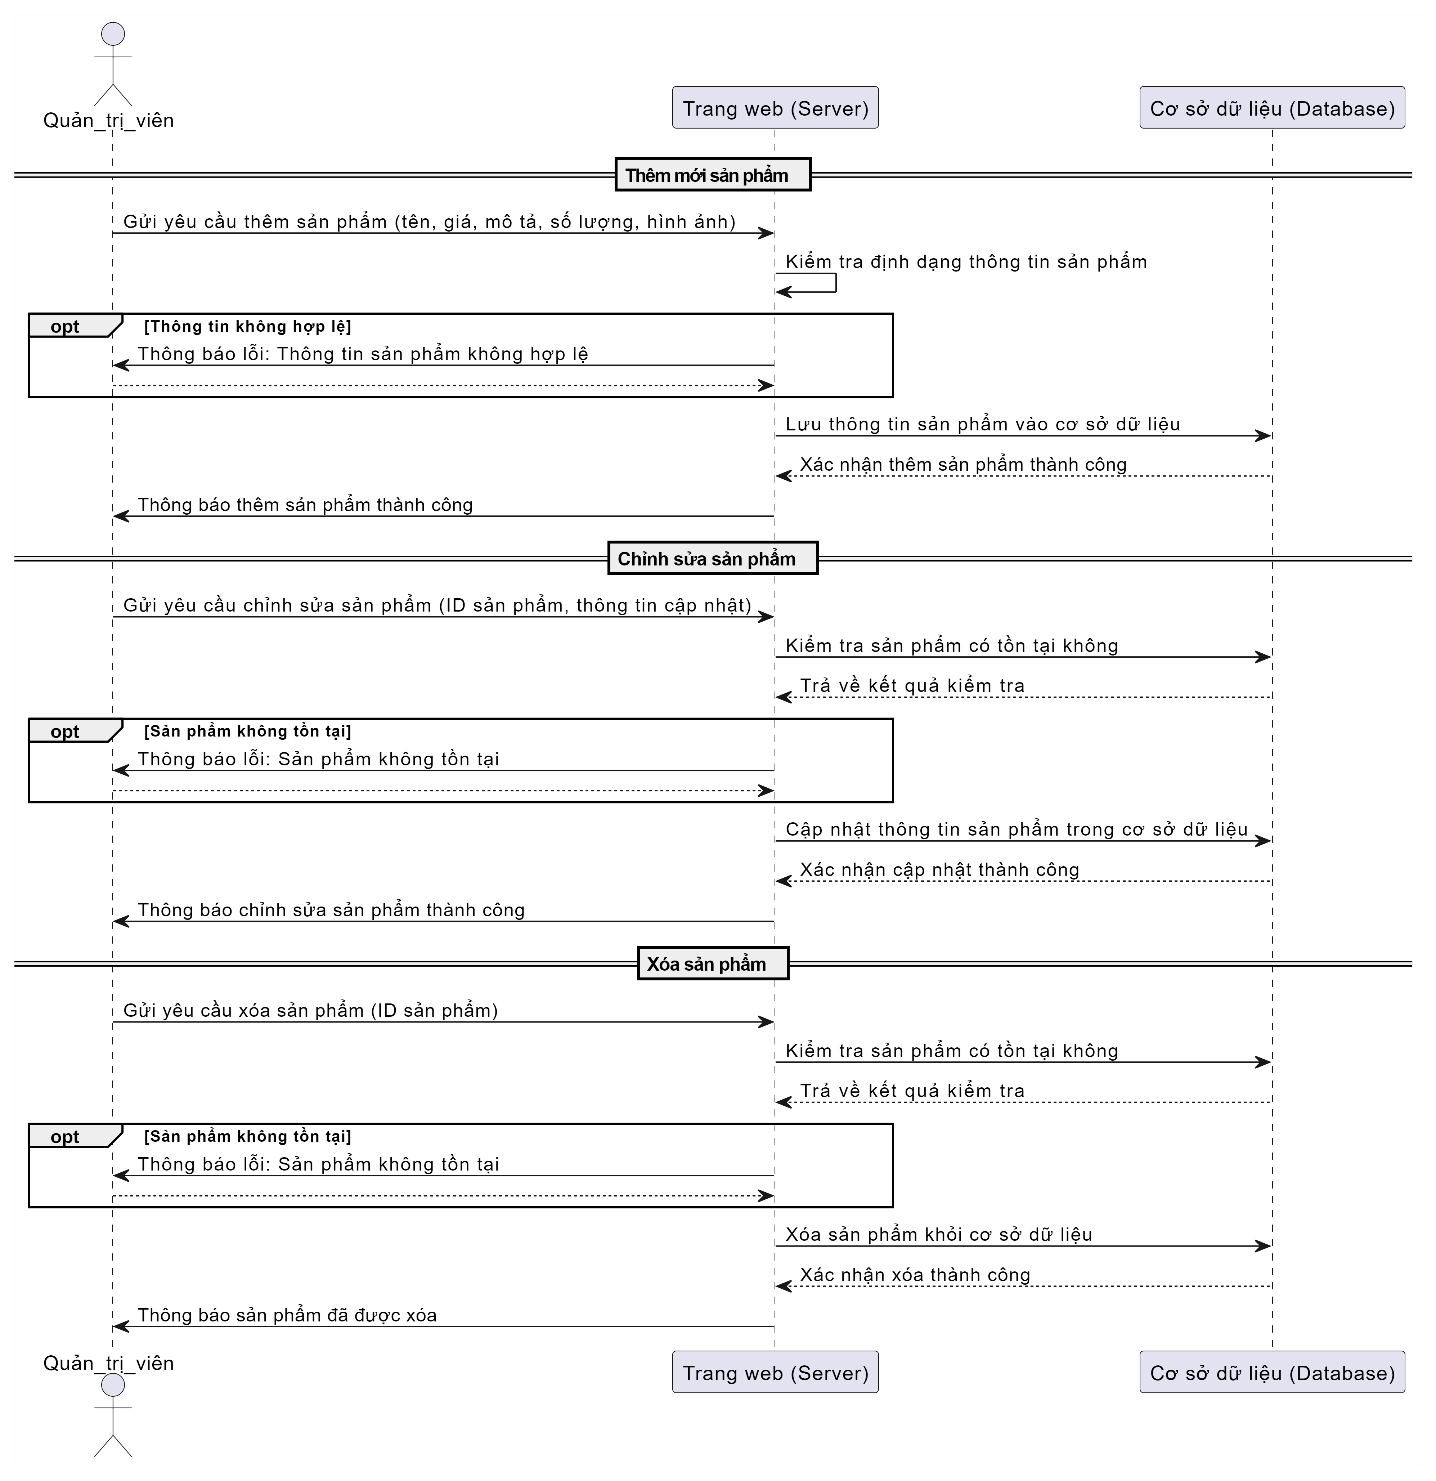 Quản_trị_viên
Trang web (Server)
Cơ sở dữ liệu (Database)
Thêm mới sản phẩm
Gửi yêu cầu thêm sản phẩm (tên, giá, mô tả, số lượng, hình ảnh)
Kiểm tra định dạng thông tin sản phẩm
opt
[Thông tin không hợp lệ]
Thông báo lỗi: Thông tin sản phẩm không hợp lệ
Lưu thông tin sản phẩm vào cơ sở dữ liệu
Xác nhận thêm sản phẩm thành công
Thông báo thêm sản phẩm thành công
Chỉnh sửa sản phẩm
Gửi yêu cầu chỉnh sửa sản phẩm (ID sản phẩm, thông tin cập nhật)
Kiểm tra sản phẩm có tồn tại không
Trả về kết quả kiểm tra
opt
[Sản phẩm không tồn tại]
Thông báo lỗi: Sản phẩm không tồn tại
Cập nhật thông tin sản phẩm trong cơ sở dữ liệu
Xác nhận cập nhật thành công
Thông báo chỉnh sửa sản phẩm thành công
Xóa sản phẩm
Gửi yêu cầu xóa sản phẩm (ID sản phẩm)
Kiểm tra sản phẩm có tồn tại không
Trả về kết quả kiểm tra
opt
[Sản phẩm không tồn tại]
Thông báo lỗi: Sản phẩm không tồn tại
Xóa sản phẩm khỏi cơ sở dữ liệu
Xác nhận xóa thành công
Thông báo sản phẩm đã được xóa
Quản_trị_viên
Trang web (Server)
Cơ sở dữ liệu (Database)